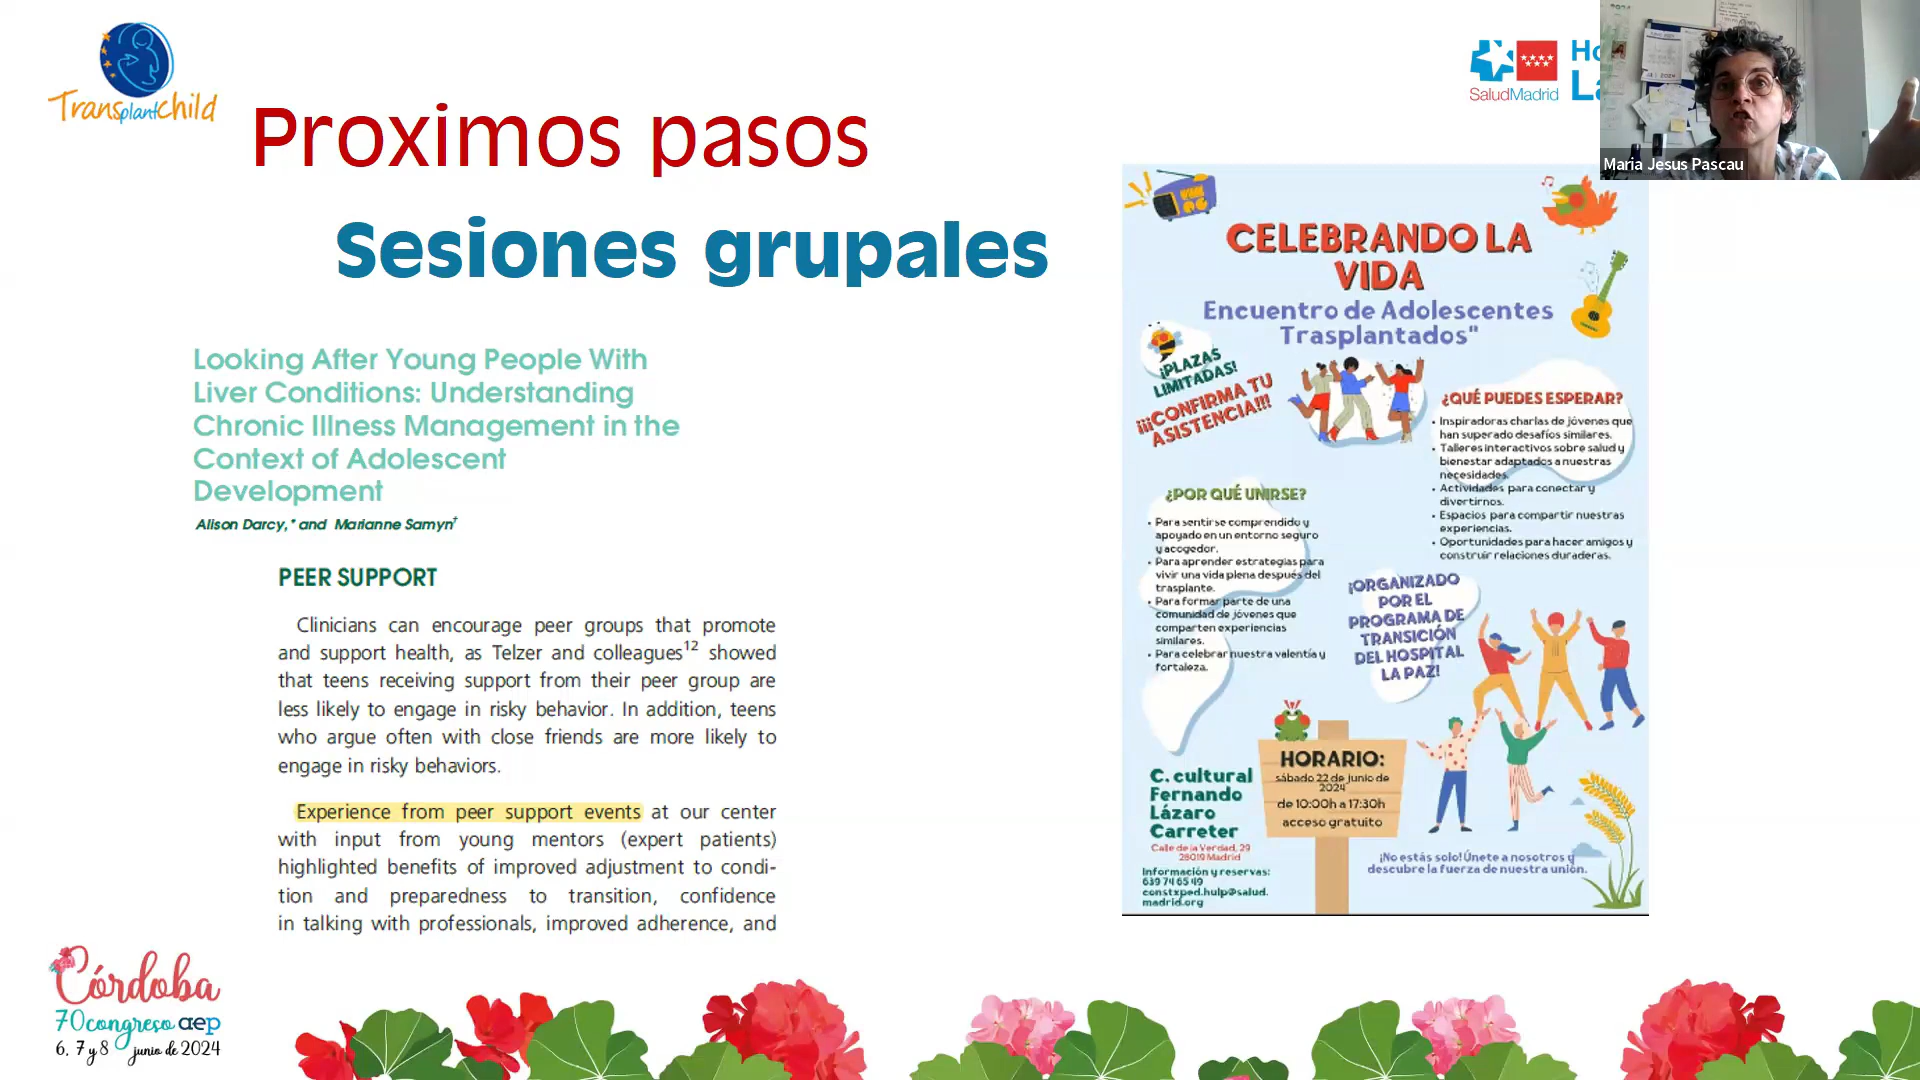 TRANSplantchild
SaludMadrid
Proximos pasos
Sesiones grupales
Looking After Young People With
Liver Conditions: Understanding
Chronic Illness Management in the
Context of Adolescent
Development
Alison Darcy,* and Marianne Samyn†
PEER SUPPORT
Clinicians can encourage peer groups that promote
and support health, as Telzer and colleagues12 showed
that teens receiving support from their peer group are
less likely to engage in risky behavior. In addition, teens
who argue often with close friends are more likely to
engage in risky behaviors.
Experience from peer support events at our center
with input from young mentors (expert patients)
highlighted benefits of improved adjustment to condi-
tion and preparedness to transition, confidence
in talking with professionals, improved adherence, and
CELEBRANDO LA
VIDA
Encuentro de Adolescentes
Trasplantados"
¡PLAZAS
LIMITADAS!
¡¡¡CONFIRMA TU
ASISTENCIA!!!
¿QUÉ PUEDES ESPERAR?
• Inspiradoras charlas de jóvenes que
han superado desafíos similares.
• Talleres interactivos sobre salud y
bienestar adaptados a nuestras
necesidades.
• Actividades para conectar y
divertirnos.
• Espacios para compartir nuestras
experiencias.
• Oportunidades para hacer amigos y
construir relaciones duraderas.
¿POR QUÉ UNIRSE?
• Para sentirse comprendido y
apoyado en un entorno seguro
y acogedor.
• Para aprender estrategias para
vivir una vida plena después del
trasplante.
• Para formar parte de una
comunidad de jóvenes que
comparten experiencias
similares.
• Para celebrar nuestra valentía y
fortaleza.
¡ORGANIZADO
POR EL
PROGRAMA DE
TRANSICIÓN
DEL HOSPITAL
LA PAZ!
HORARIO:
sábado 22 de junio de
2024
de 10:00h a 17:30h
acceso gratuito
C. cultural
Fernando
Lázaro
Carreter
Calle de la Verdad, 29
28019 Madrid
Información y reservas:
639 74 65 49
constxped.hulp@salud.
madrid.org
¡No estás solo! Únete a nosotros y
descubre la fuerza de nuestra unión.
Maria Jesus Pascau
Córdoba
70congreso aep
6, 7 y 8 junio de 2024